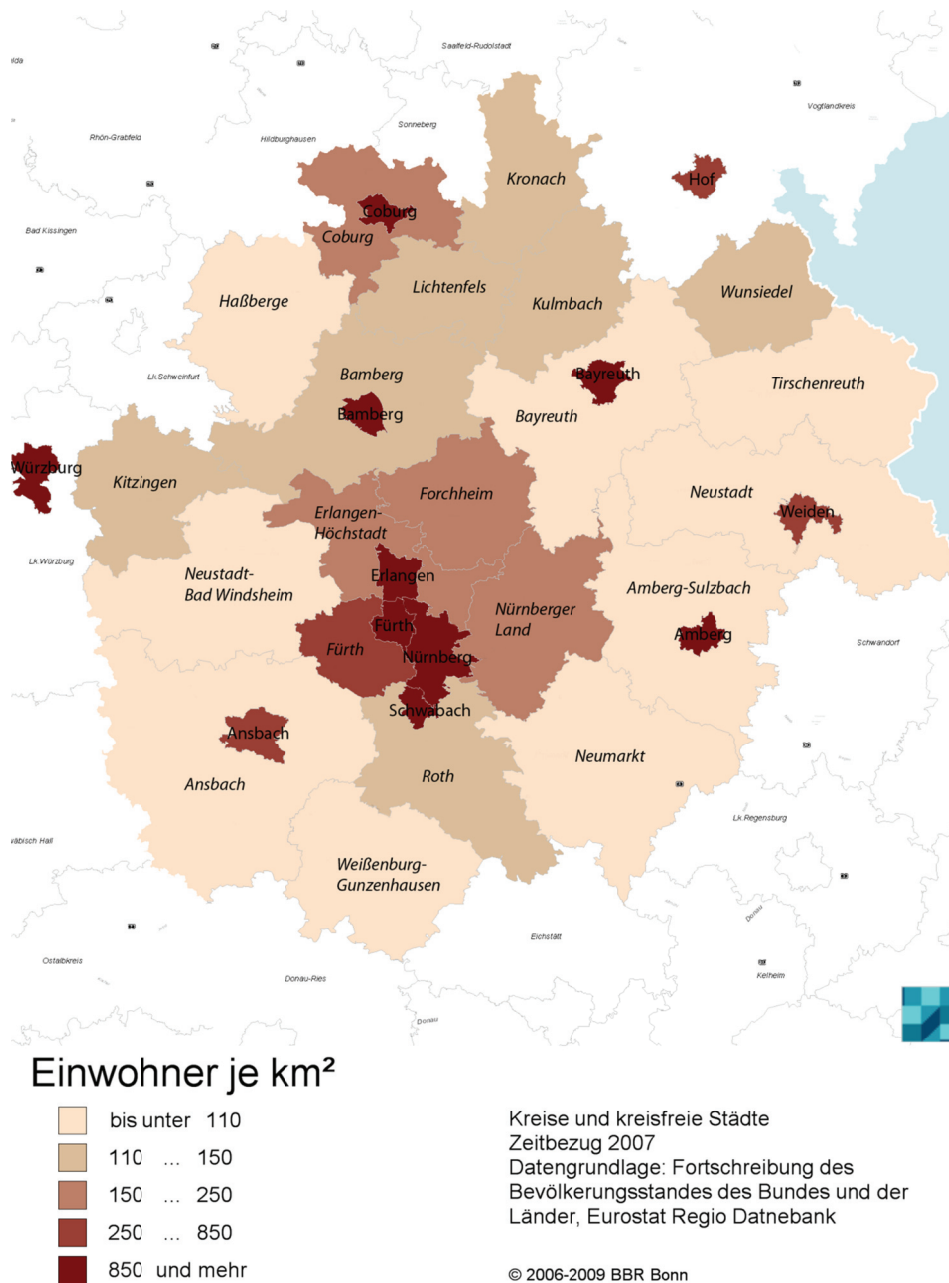 Saalfeld-Rudolstadt
Vogtlandkreis
Rhön-Grabfeld
Hildburghausen
Sonneberg
Kronach
Hof
Coburg
Bad Kissingen
Coburg
Lichtenfels
Wunsiedel
Haßberge
Kulmbach
Lk.Schweinfurt
Bamberg
Bayreuth
Tirschenreuth
Bamberg
Bayreuth
Würzburg
Kitzingen
Forchheim
Neustadt
Erlangen-
Höchstadt
Weiden
Lk.Würzburg
Neustadt-
Bad Windsheim
Erlangen
Amberg-Sulzbach
Nürnberger
Land
Fürth
Amberg
Fürth
Nürnberg
Schwandorf
Schwabach
Ansbach
Neumarkt
Ansbach
Roth
Lk.Regensburg
wäbisch Hall
Weißenburg-
Gunzenhausen
Eichstätt
Donau
Ostalbkreis
Donau-Ries
Kelheim
Donau
Einwohner je km²
bis unter 110
110 ... 150
150 ... 250
250 ... 850
850 und mehr
Kreise und kreisfreie Städte
Zeitbezug 2007
Datengrundlage: Fortschreibung des
Bevölkerungsstandes des Bundes und der
Länder, Eurostat Regio Datnebank
© 2006-2009 BBR Bonn